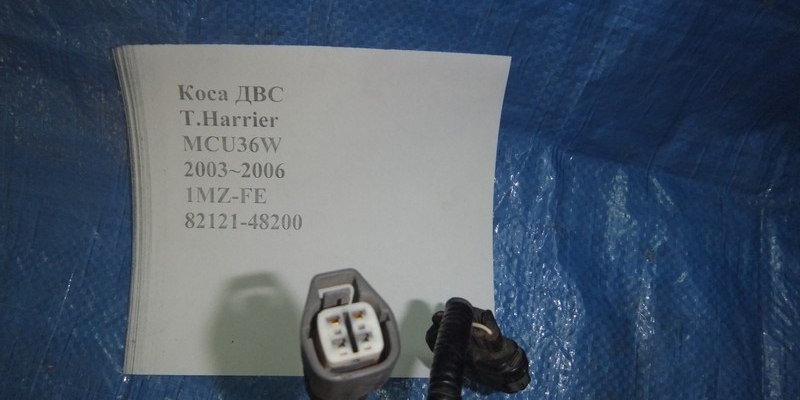 Коса ДВС
T.Harrier
MCU36W
2003~2006
1MZ-FE
82121-48200